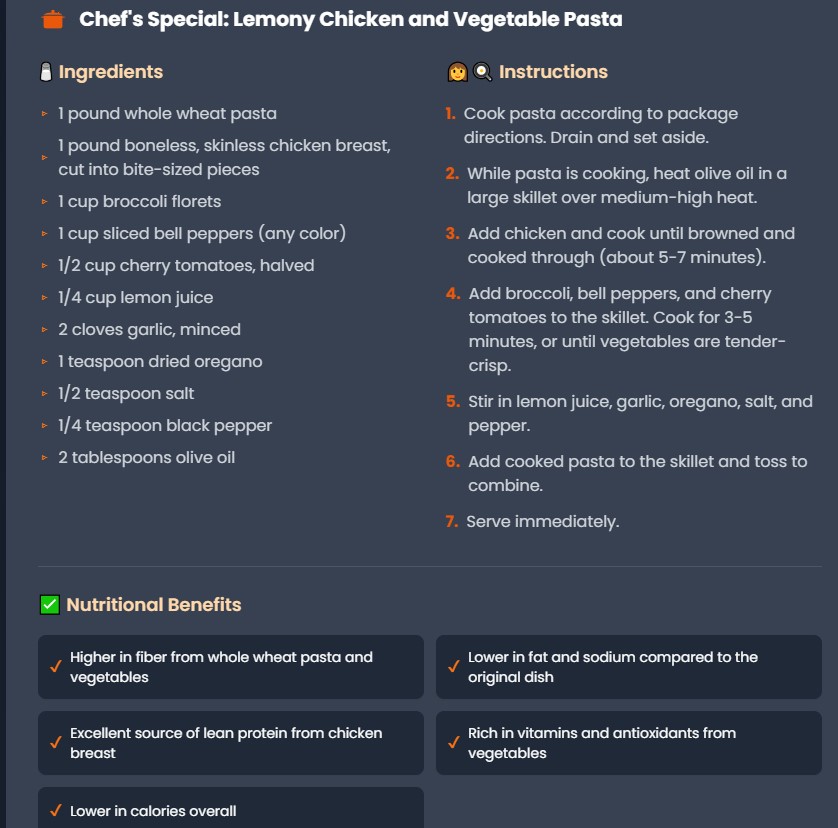 Chef's Special: Lemony Chicken and Vegetable Pasta
Ingredients
1 pound whole wheat pasta
1 pound boneless, skinless chicken breast,
cut into bite-sized pieces
1 cup broccoli florets
1 cup sliced bell peppers (any color)
1/2 cup cherry tomatoes, halved
1/4 cup lemon juice
2 cloves garlic, minced
1 teaspoon dried oregano
1/2 teaspoon salt
1/4 teaspoon black pepper
2 tablespoons olive oil
Instructions
1. Cook pasta according to package
directions. Drain and set aside.
2. While pasta is cooking, heat olive oil in a
large skillet over medium-high heat.
3. Add chicken and cook until browned and
cooked through (about 5-7 minutes).
4. Add broccoli, bell peppers, and cherry
tomatoes to the skillet. Cook for 3-5
minutes, or until vegetables are tender-
crisp.
5. Stir in lemon juice, garlic, oregano, salt, and
pepper.
6. Add cooked pasta to the skillet and toss to
combine.
7. Serve immediately.
Nutritional Benefits
Higher in fiber from whole wheat pasta and
vegetables
Lower in fat and sodium compared to the
original dish
Excellent source of lean protein from chicken
breast
Rich in vitamins and antioxidants from
vegetables
Lower in calories overall